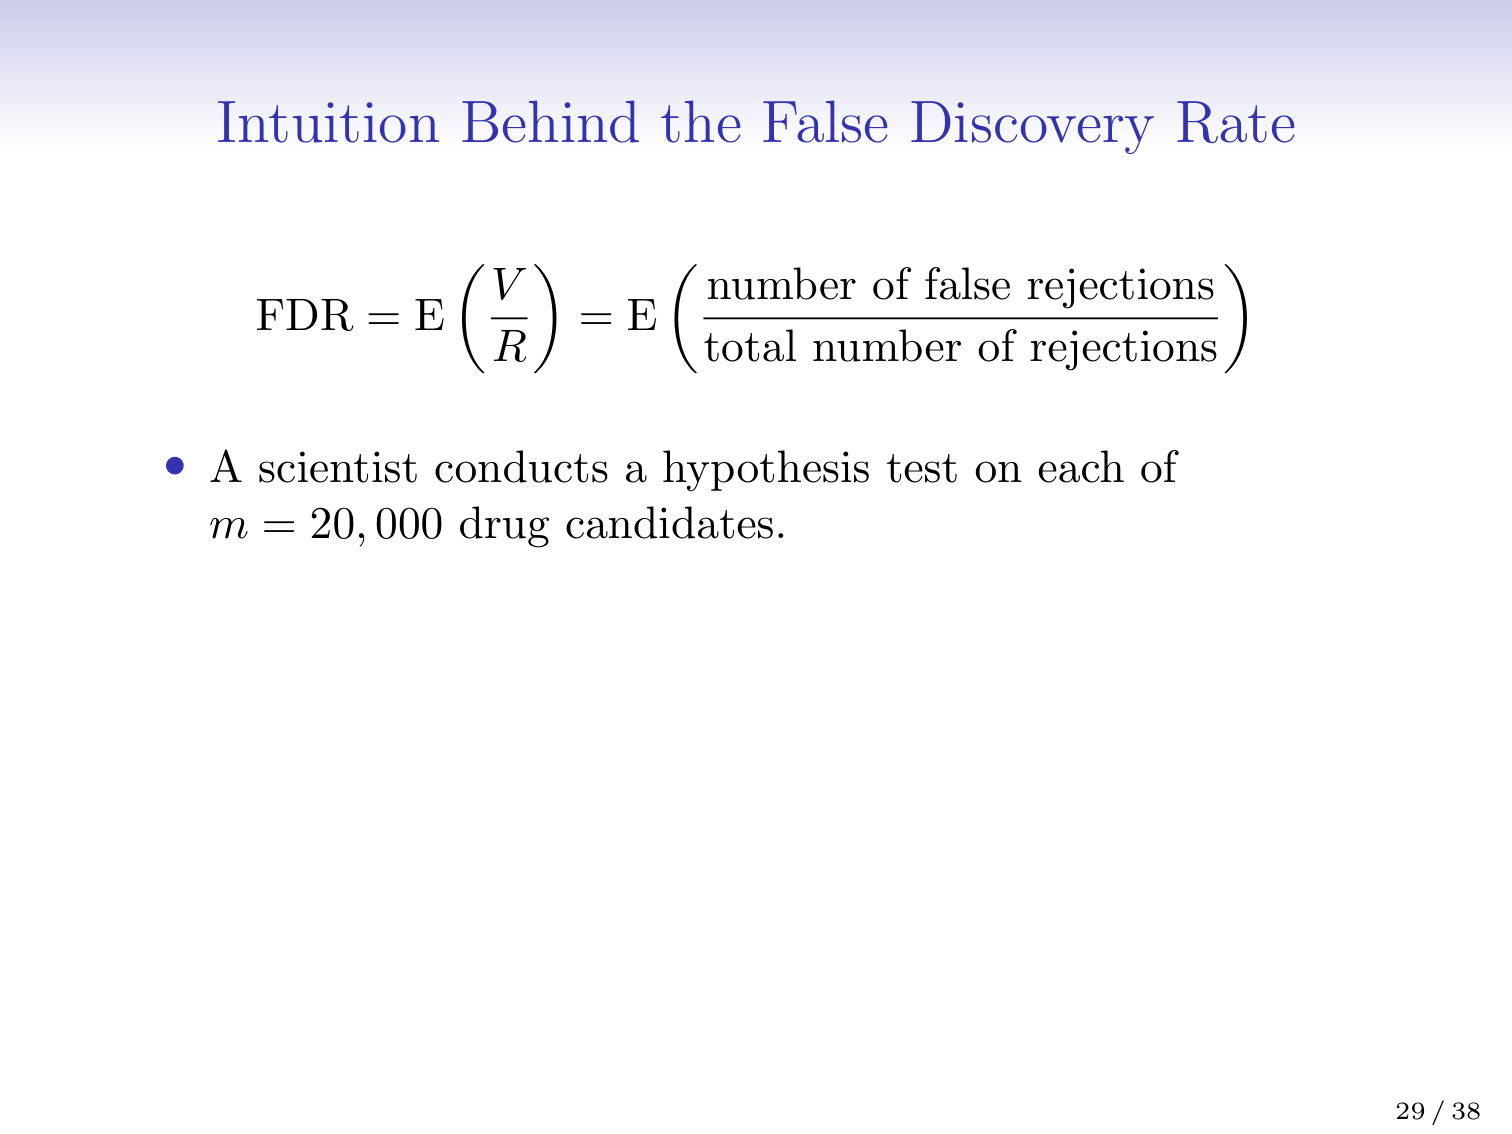 Intuition Behind the False Discovery Rate
FDR = E(V/R) = E(number of false rejections/total number of rejections)
• A scientist conducts a hypothesis test on each of
m = 20,000 drug candidates.
29 / 38